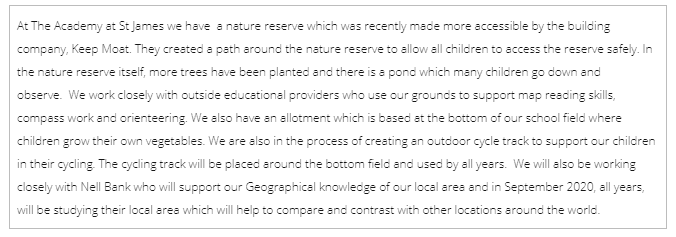 At The Academy at St James we have  a nature reserve which was recently made more accessible by the building
company, Keep Moat. They created a path around the nature reserve to allow all children to access the reserve safely. In
the nature reserve itself, more trees have been planted and there is a pond which many children go down and
observe.  We work closely with outside educational providers who use our grounds to support map reading skills,
compass work and orienteering. We also have an allotment which is based at the bottom of our school field where
children grow their own vegetables. We are also in the process of creating an outdoor cycle track to support our children
in their cycling. The cycling track will be placed around the bottom field and used by all years.  We will also be working
closely with Nell Bank who will support our Geographical knowledge of our local area and in September 2020, all years,
will be studying their local area which will help to compare and contrast with other locations around the world.